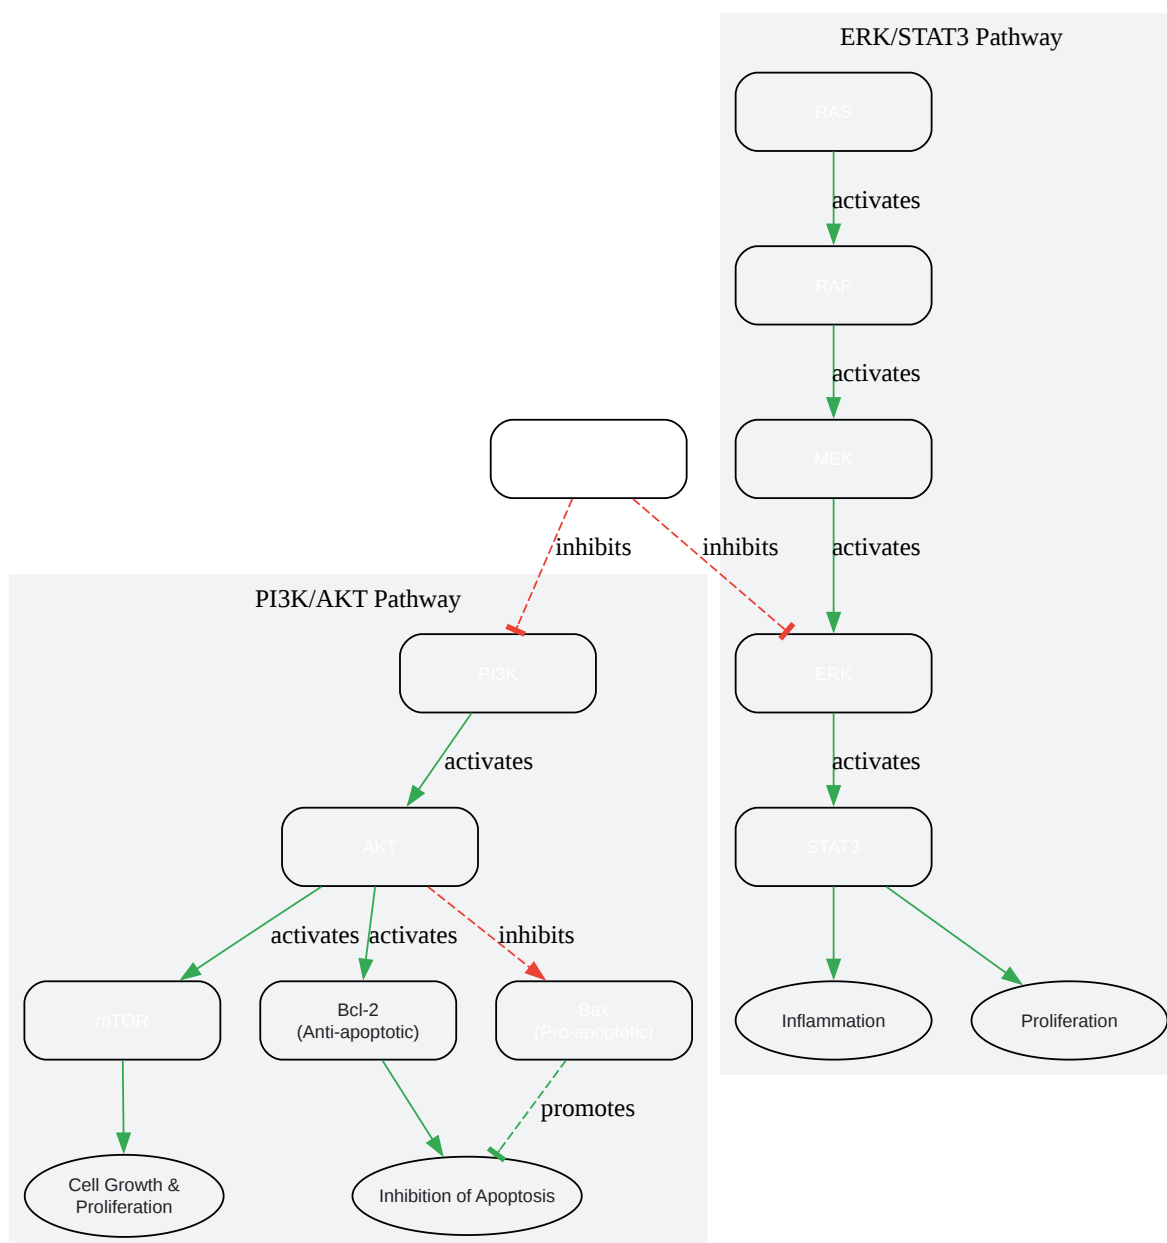 ERK/STAT3 Pathway
RAS
activates
RAF
activates
MEK
inhibits
inhibits
activates
PI3K/AKT Pathway
PI3K
ERK
activates
activates
AKT
STAT3
activates
activates
inhibits
mTOR
Bcl-2
(Anti-apoptotic)
Bax
(Pro-apoptotic)
Inflammation
Proliferation
promotes
Cell Growth &
Proliferation
Inhibition of Apoptosis